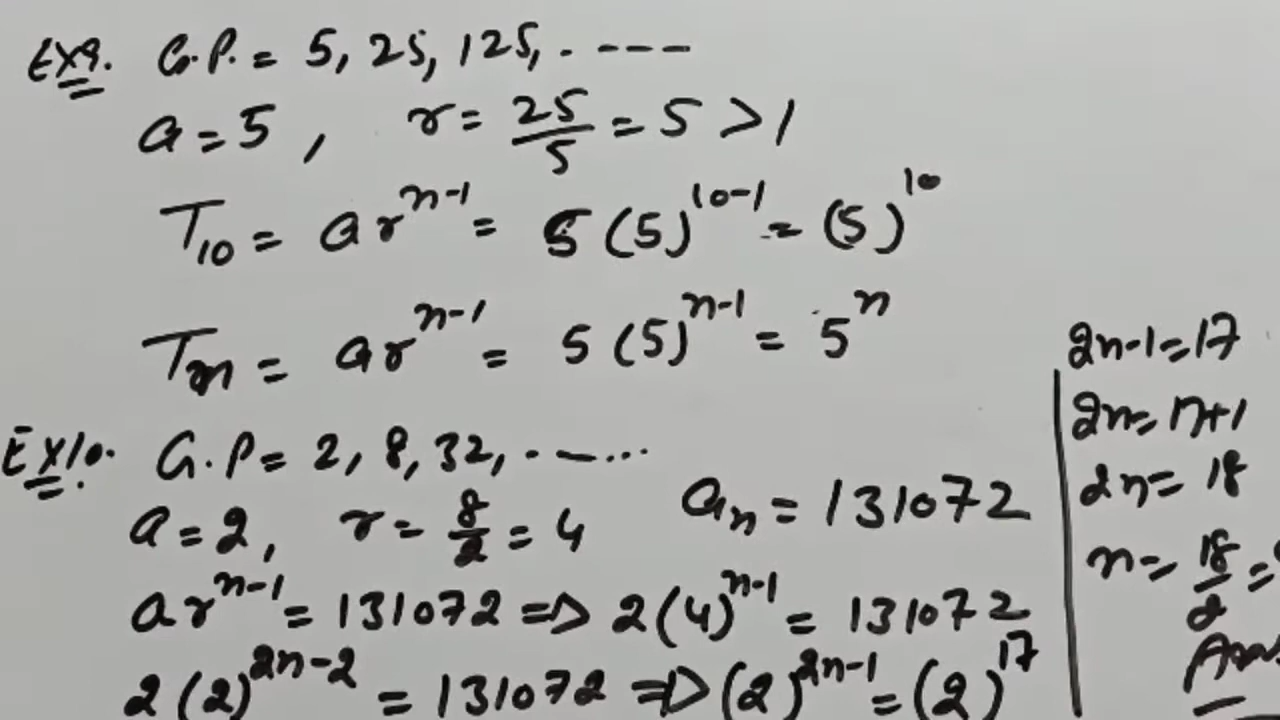 Ex9. G.P. = 5, 25, 125, . ----
a = 5 , r = 25/5 = 5 > 1
T₁₀ = ar^(n-1) = 5 (5)^(10-1) = (5)^10
Tₙ = ar^(n-1) = 5 (5)^(n-1) = 5^n
Ex10. G.P = 2, 8, 32, . — ...
a = 2, r = 8/2 = 4 aₙ = 131072
ar^(n-1) = 131072 => 2(4)^(n-1) = 131072
2(2)^(2n-2) = 131072 => (2)^(2n-1) = (2)^17
2n-1 = 17
2n = 17+1
2n = 18
n = 18/2 =
Ans